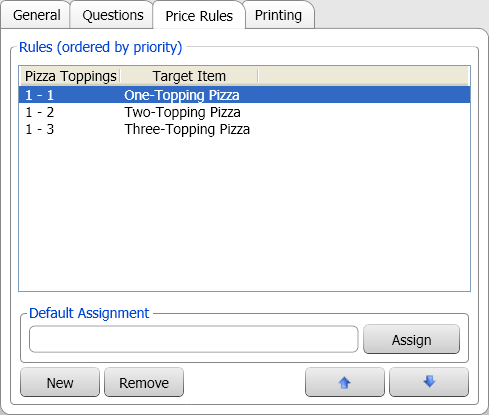 General Questions Price Rules Printing
Rules (ordered by priority)
Pizza Toppings Target Item
1 - 1 One-Topping Pizza
1 - 2 Two-Topping Pizza
1 - 3 Three-Topping Pizza
Default Assignment
Assign
New Remove